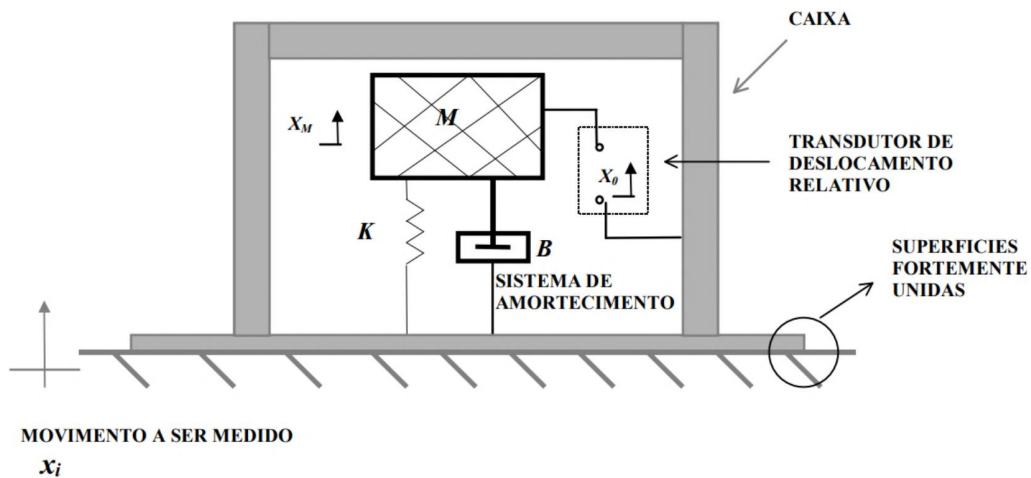 CAIXA
M
X_M
TRANSDUTOR DE
DESLOCAMENTO
RELATIVO
X_0
K
B
SISTEMA DE
AMORTECIMENTO
SUPERFICIES
FORTEMENTE
UNIDAS
MOVIMENTO A SER MEDIDO
x_i